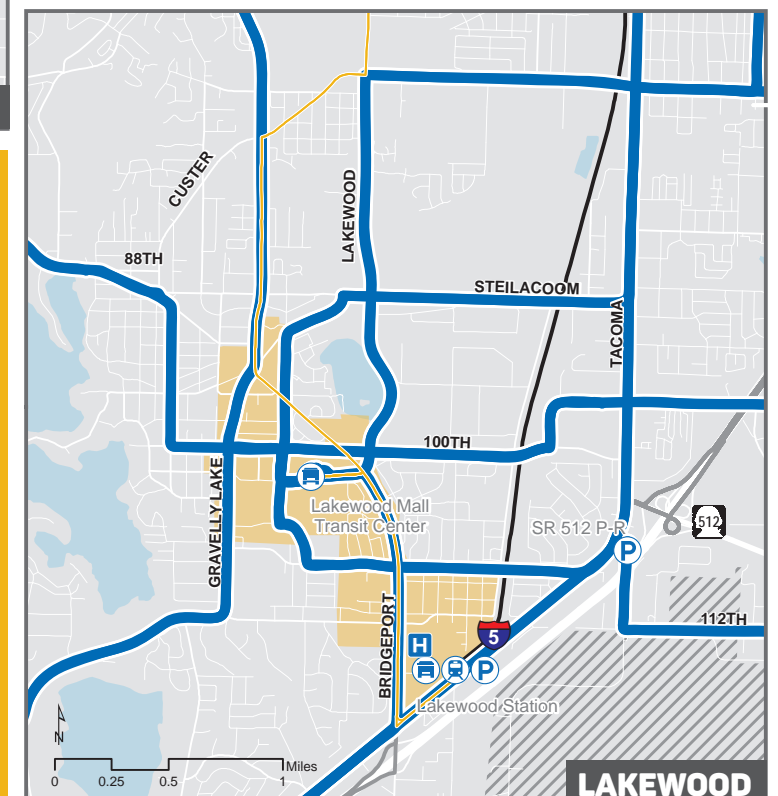 CUSTER
LAKEWOOD
88TH
STEILACOOM
TACOMA
100TH
GRAVELLY LAKE
Lakewood Mall
Transit Center
SR 512 P-R
512
P
BRIDGEPORT
H
5
P
112TH
Lakewood Station
N
Miles
0 0.25 0.5 1
LAKEWOOD